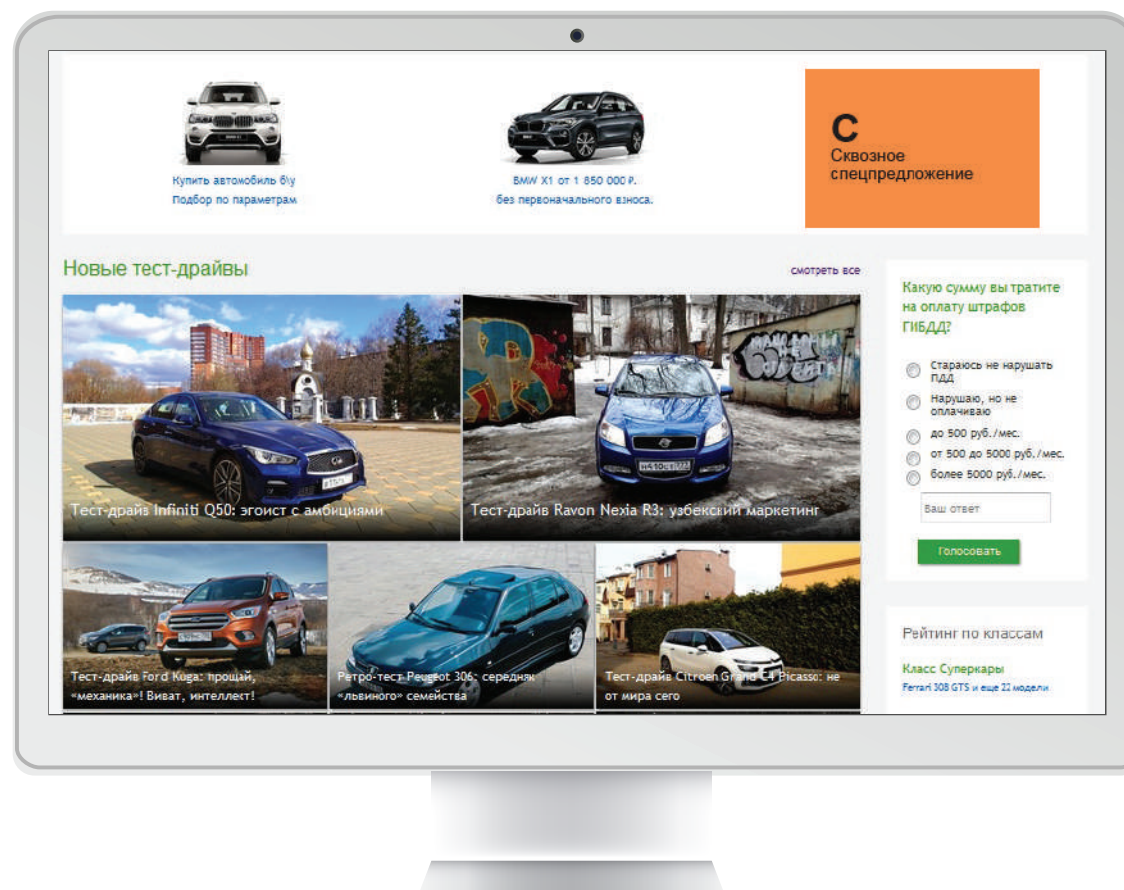 Купить автомобиль б\у
Подбор по параметрам
BMW X1 от 1 850 000 ₽.
без первоначального взноса.
С
Сквозное
спецпредложение
Новые тест-драйвы
смотреть все
Тест-драйв Infiniti Q50: эгоист с амбициями
Тест-драйв Ravon Nexia R3: узбекский маркетинг
Тест-драйв Ford Kuga: прощай,
«механика»! Виват, интеллект!
Ретро-тест Peugeot 306: середняк
«львиного» семейства
Тест-драйв Citroen Grand C4 Picasso: не
от мира сего
Какую сумму вы тратите
на оплату штрафов
ГИБДД?
Стараюсь не нарушать
ПДД
Нарушаю, но не
оплачиваю
до 500 руб./мес.
от 500 до 5000 руб./мес.
более 5000 руб./мес.
Ваш ответ
Голосовать
Рейтинг по классам
Класс Суперкары
Ferrari 308 GTS и еще 22 модели